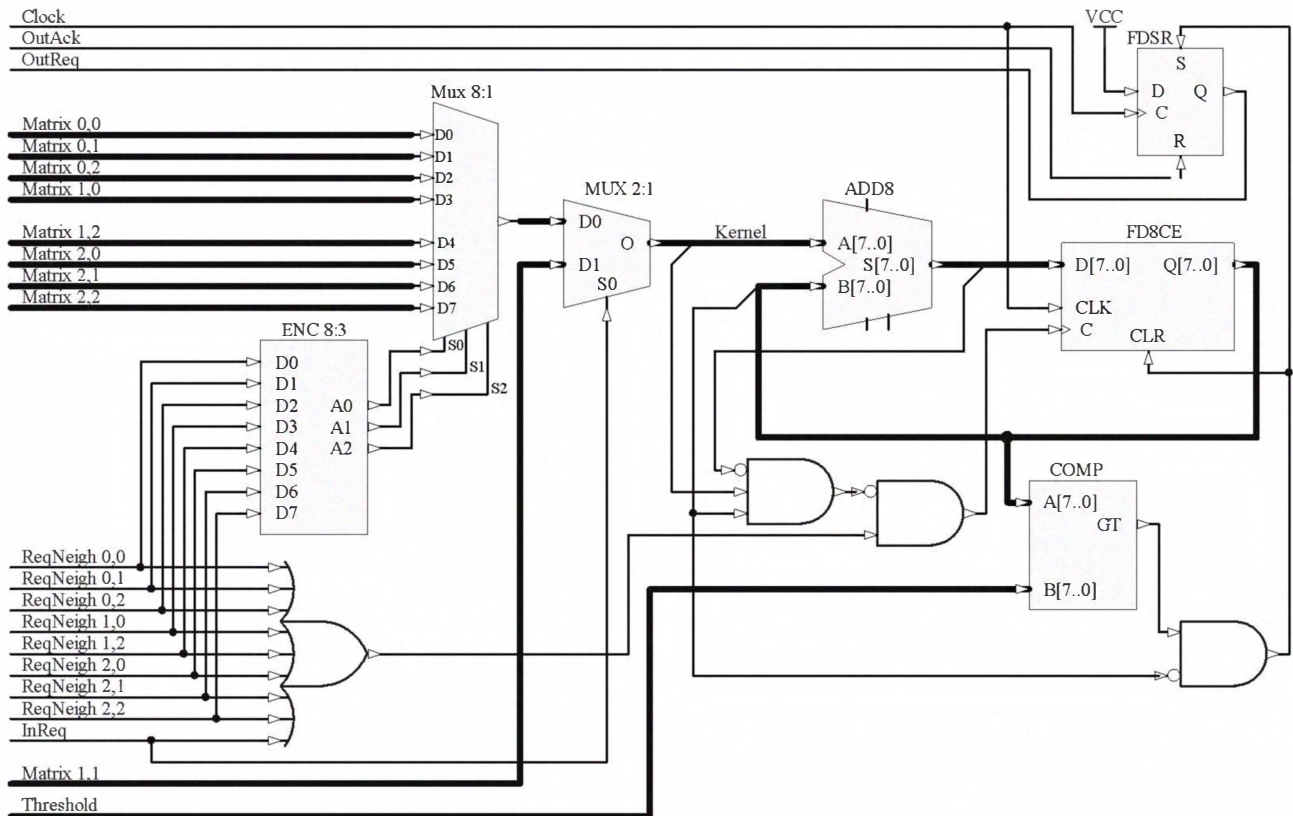 Clock
OutAck
OutReq
VCC
FDSR
S
D
Q
C
R
Mux 8:1
Matrix 0,0
Matrix 0,1
Matrix 0,2
Matrix 1,0
Matrix 1,2
Matrix 2,0
Matrix 2,1
Matrix 2,2
D0
D1
D2
D3
D4
D5
D6
D7
S0
S1
S2
MUX 2:1
D0
O
D1
S0
Kernel
ADD8
A[7..0]
S[7..0]
B[7..0]
FD8CE
D[7..0]
Q[7..0]
CLK
C
CLR
ENC 8:3
D0
D1
D2
D3
D4
D5
D6
D7
A0
A1
A2
COMP
A[7..0]
GT
B[7..0]
ReqNeigh 0,0
ReqNeigh 0,1
ReqNeigh 0,2
ReqNeigh 1,0
ReqNeigh 1,2
ReqNeigh 2,0
ReqNeigh 2,1
ReqNeigh 2,2
InReq
Matrix 1,1
Threshold